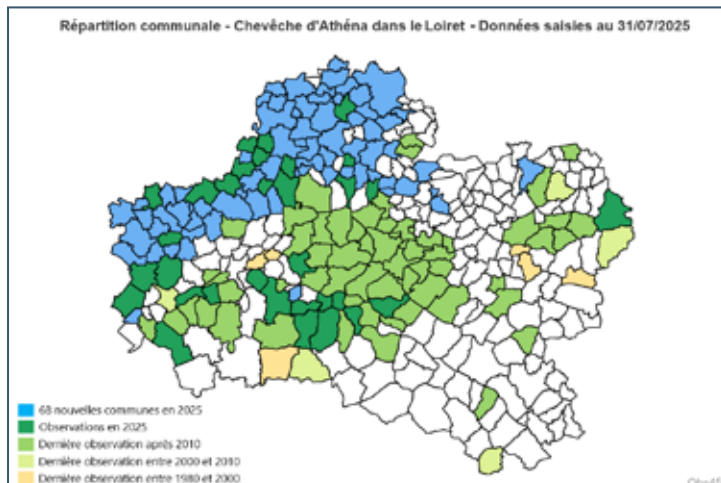 Répartition communale - Chevêche d'Athéna dans le Loiret - Données saisies au 31/07/2025
68 nouvelles communes en 2025
Observations en 2025
Dernière observation après 2010
Dernière observation entre 2000 et 2010
Dernière observation entre 1980 et 2000